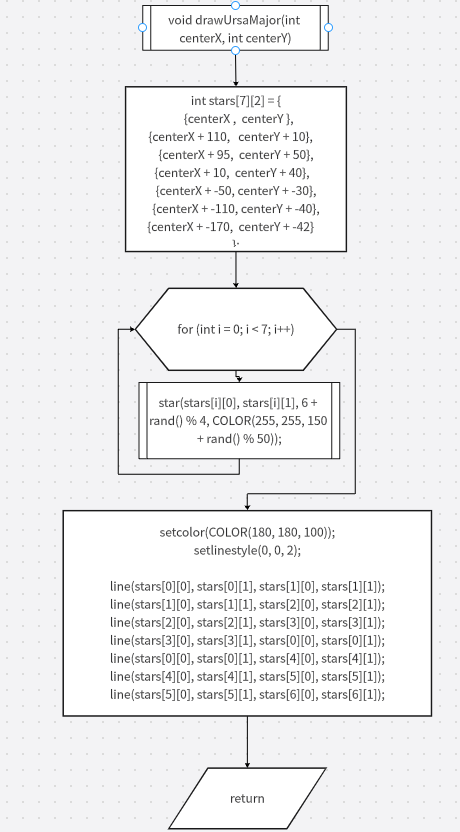 void drawUrsaMajor(int
centerX, int centerY)
int stars[7][2] = {
{centerX , centerY },
{centerX + 110, centerY + 10},
{centerX + 95, centerY + 50},
{centerX + 10, centerY + 40},
{centerX + -50, centerY + -30},
{centerX + -110, centerY + -40},
{centerX + -170, centerY + -42}
};
for (int i = 0; i < 7; i++)
star(stars[i][0], stars[i][1], 6 +
rand() % 4, COLOR(255, 255, 150
+ rand() % 50));
setcolor(COLOR(180, 180, 100));
setlinestyle(0, 0, 2);
line(stars[0][0], stars[0][1], stars[1][0], stars[1][1]);
line(stars[1][0], stars[1][1], stars[2][0], stars[2][1]);
line(stars[2][0], stars[2][1], stars[3][0], stars[3][1]);
line(stars[3][0], stars[3][1], stars[0][0], stars[0][1]);
line(stars[0][0], stars[0][1], stars[4][0], stars[4][1]);
line(stars[4][0], stars[4][1], stars[5][0], stars[5][1]);
line(stars[5][0], stars[5][1], stars[6][0], stars[6][1]);
return